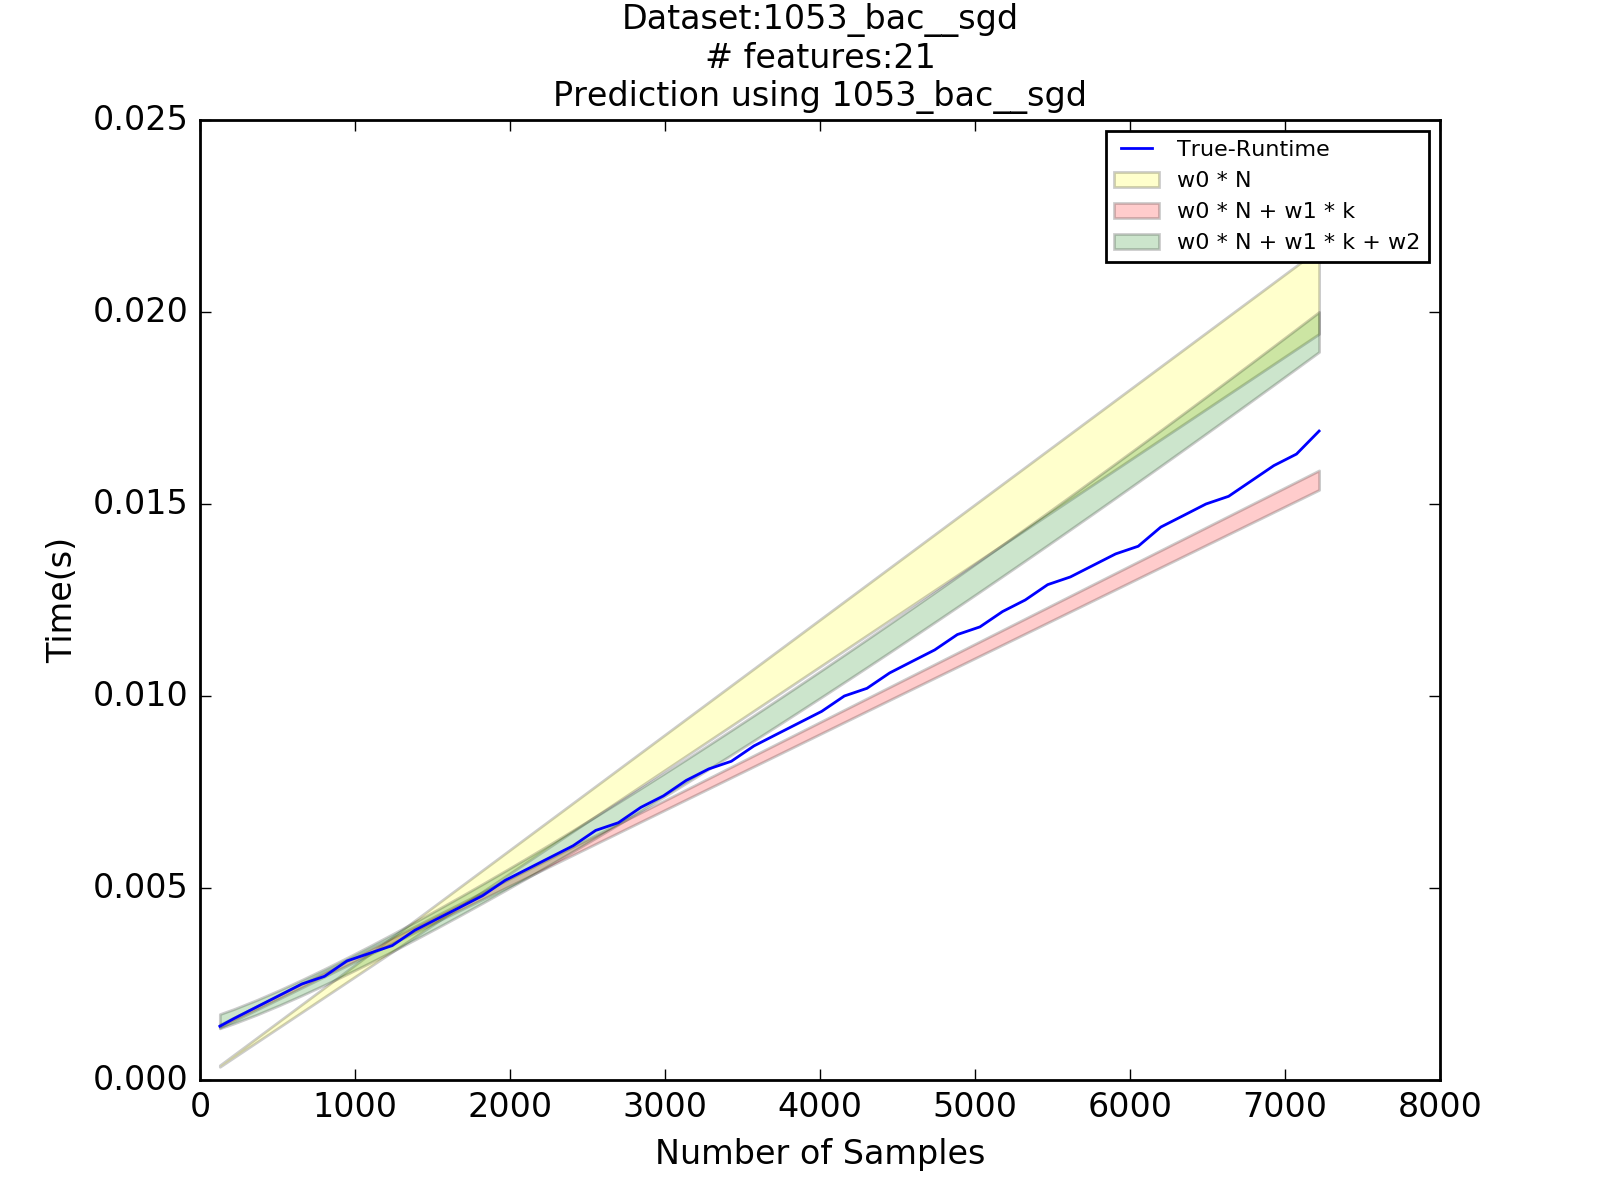 Dataset:1053_bac__sgd
# features:21
Prediction using 1053_bac__sgd
0.025
0.020
0.015
0.010
0.005
0.000
Time(s)
True-Runtime
w0 * N
w0 * N + w1 * k
w0 * N + w1 * k + w2
0 1000 2000 3000 4000 5000 6000 7000 8000
Number of Samples